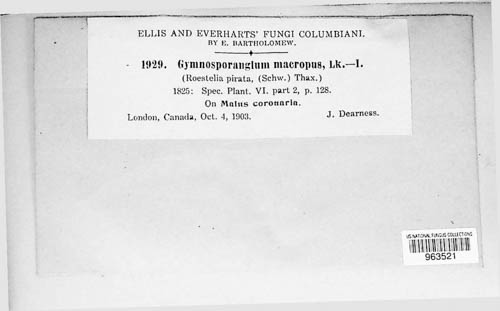 ELLIS AND EVERHARTS' FUNGI COLUMBIANI.
BY E. BARTHOLOMEW.
1929. Gymnosporangium macropus, Lk.—I.
(Roestelia pirata, (Schw.) Thax.)
1825: Spec. Plant. VI. part 2, p. 128.
On Malus coronaria.
London, Canada, Oct. 4, 1903. J. Dearness.
US NATIONAL FUNGUS COLLECTIONS
963521